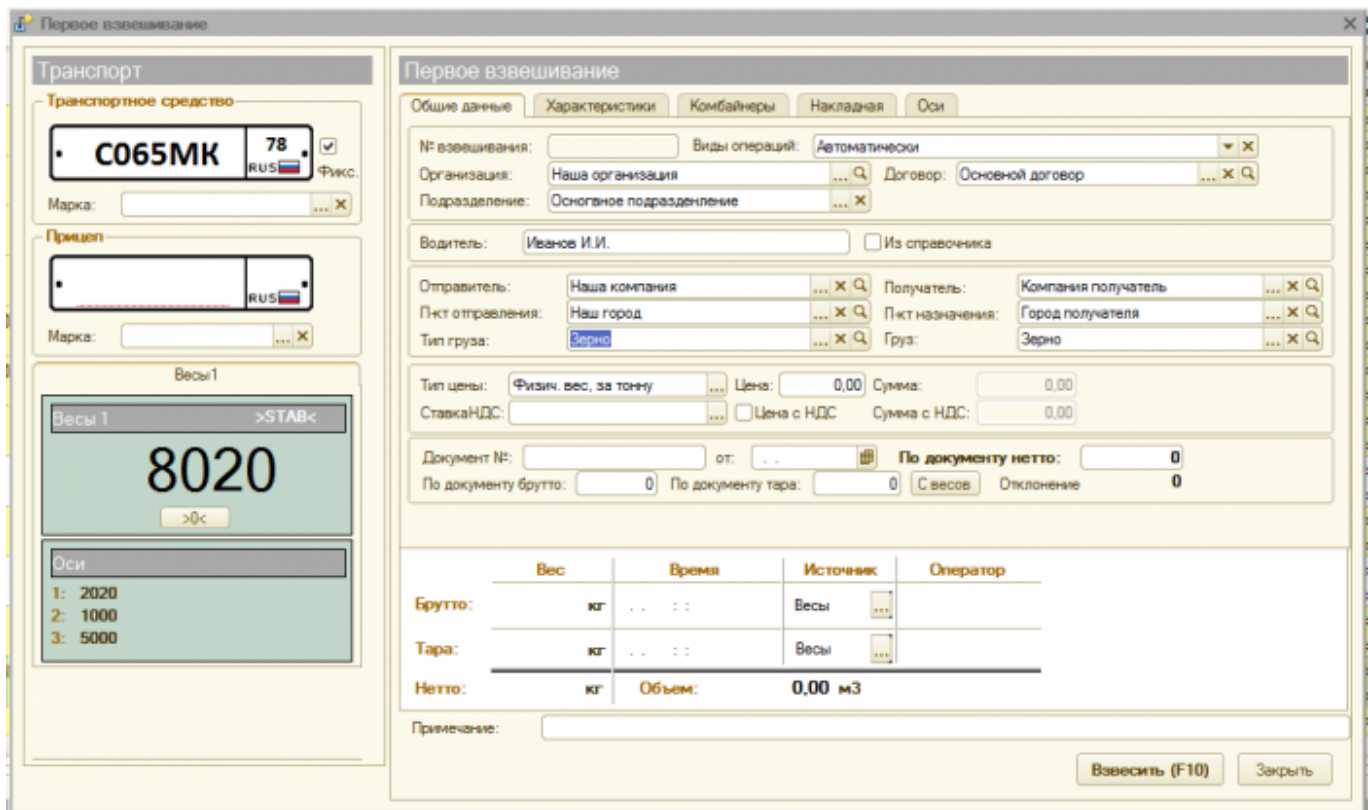 Первое взвешивание
Транспорт
Транспортное средство
С065МК 78 RUS
Фикс.
Марка: ...
Прицеп
RUS
Марка: ...
Весы1
Весы 1 >STAB<
8020
>0<
Оси
1: 2020
2: 1000
3: 5000
Первое взвешивание
Общие данные Характеристики Комбайнеры Накладная Оси
№ взвешивания: Виды операций: Автоматически
Организация: Наша организация ... Договор: Основной договор ...
Подразделение: Осногвное подразденление ...
Водитель: Иванов И.И. Из справочника
Отправитель: Наша компания ... Получатель: Компания получатель ...
П-кт отправления: Наш город ... П-кт назначения: Город получателя ...
Тип груза: Зерно ... Груз: Зерно ...
Тип цены: Физич. вес, за тонну ... Цена: 0,00 Сумма: 0,00
СтавкаНДС: ... Цена с НДС Сумма с НДС: 0,00
Документ №: от: . . По документу нетто: 0
По документу брутто: 0 По документу тара: 0 С весов Отклонение 0
Вес Время Источник Оператор
Брутто: кг . . : : Весы ...
Тара: кг . . : : Весы ...
Нетто: кг Объем: 0,00 м3
Примечание:
Взвесить (F10) Закрыть